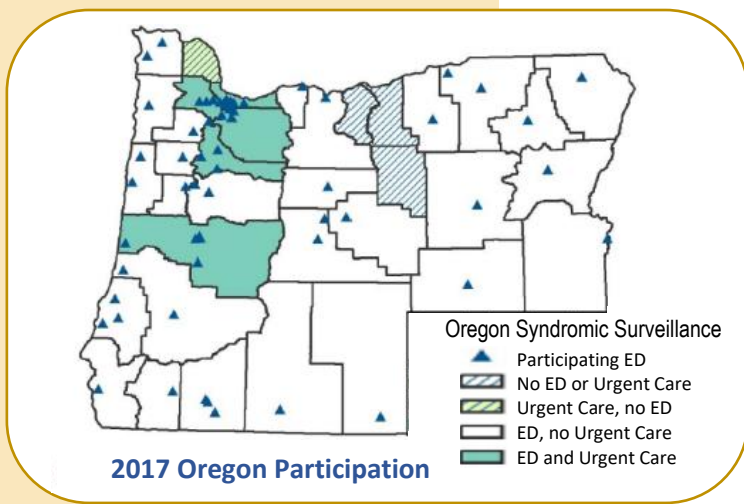 Oregon Syndromic Surveillance
Participating ED
No ED or Urgent Care
Urgent Care, no ED
ED, no Urgent Care
ED and Urgent Care
2017 Oregon Participation